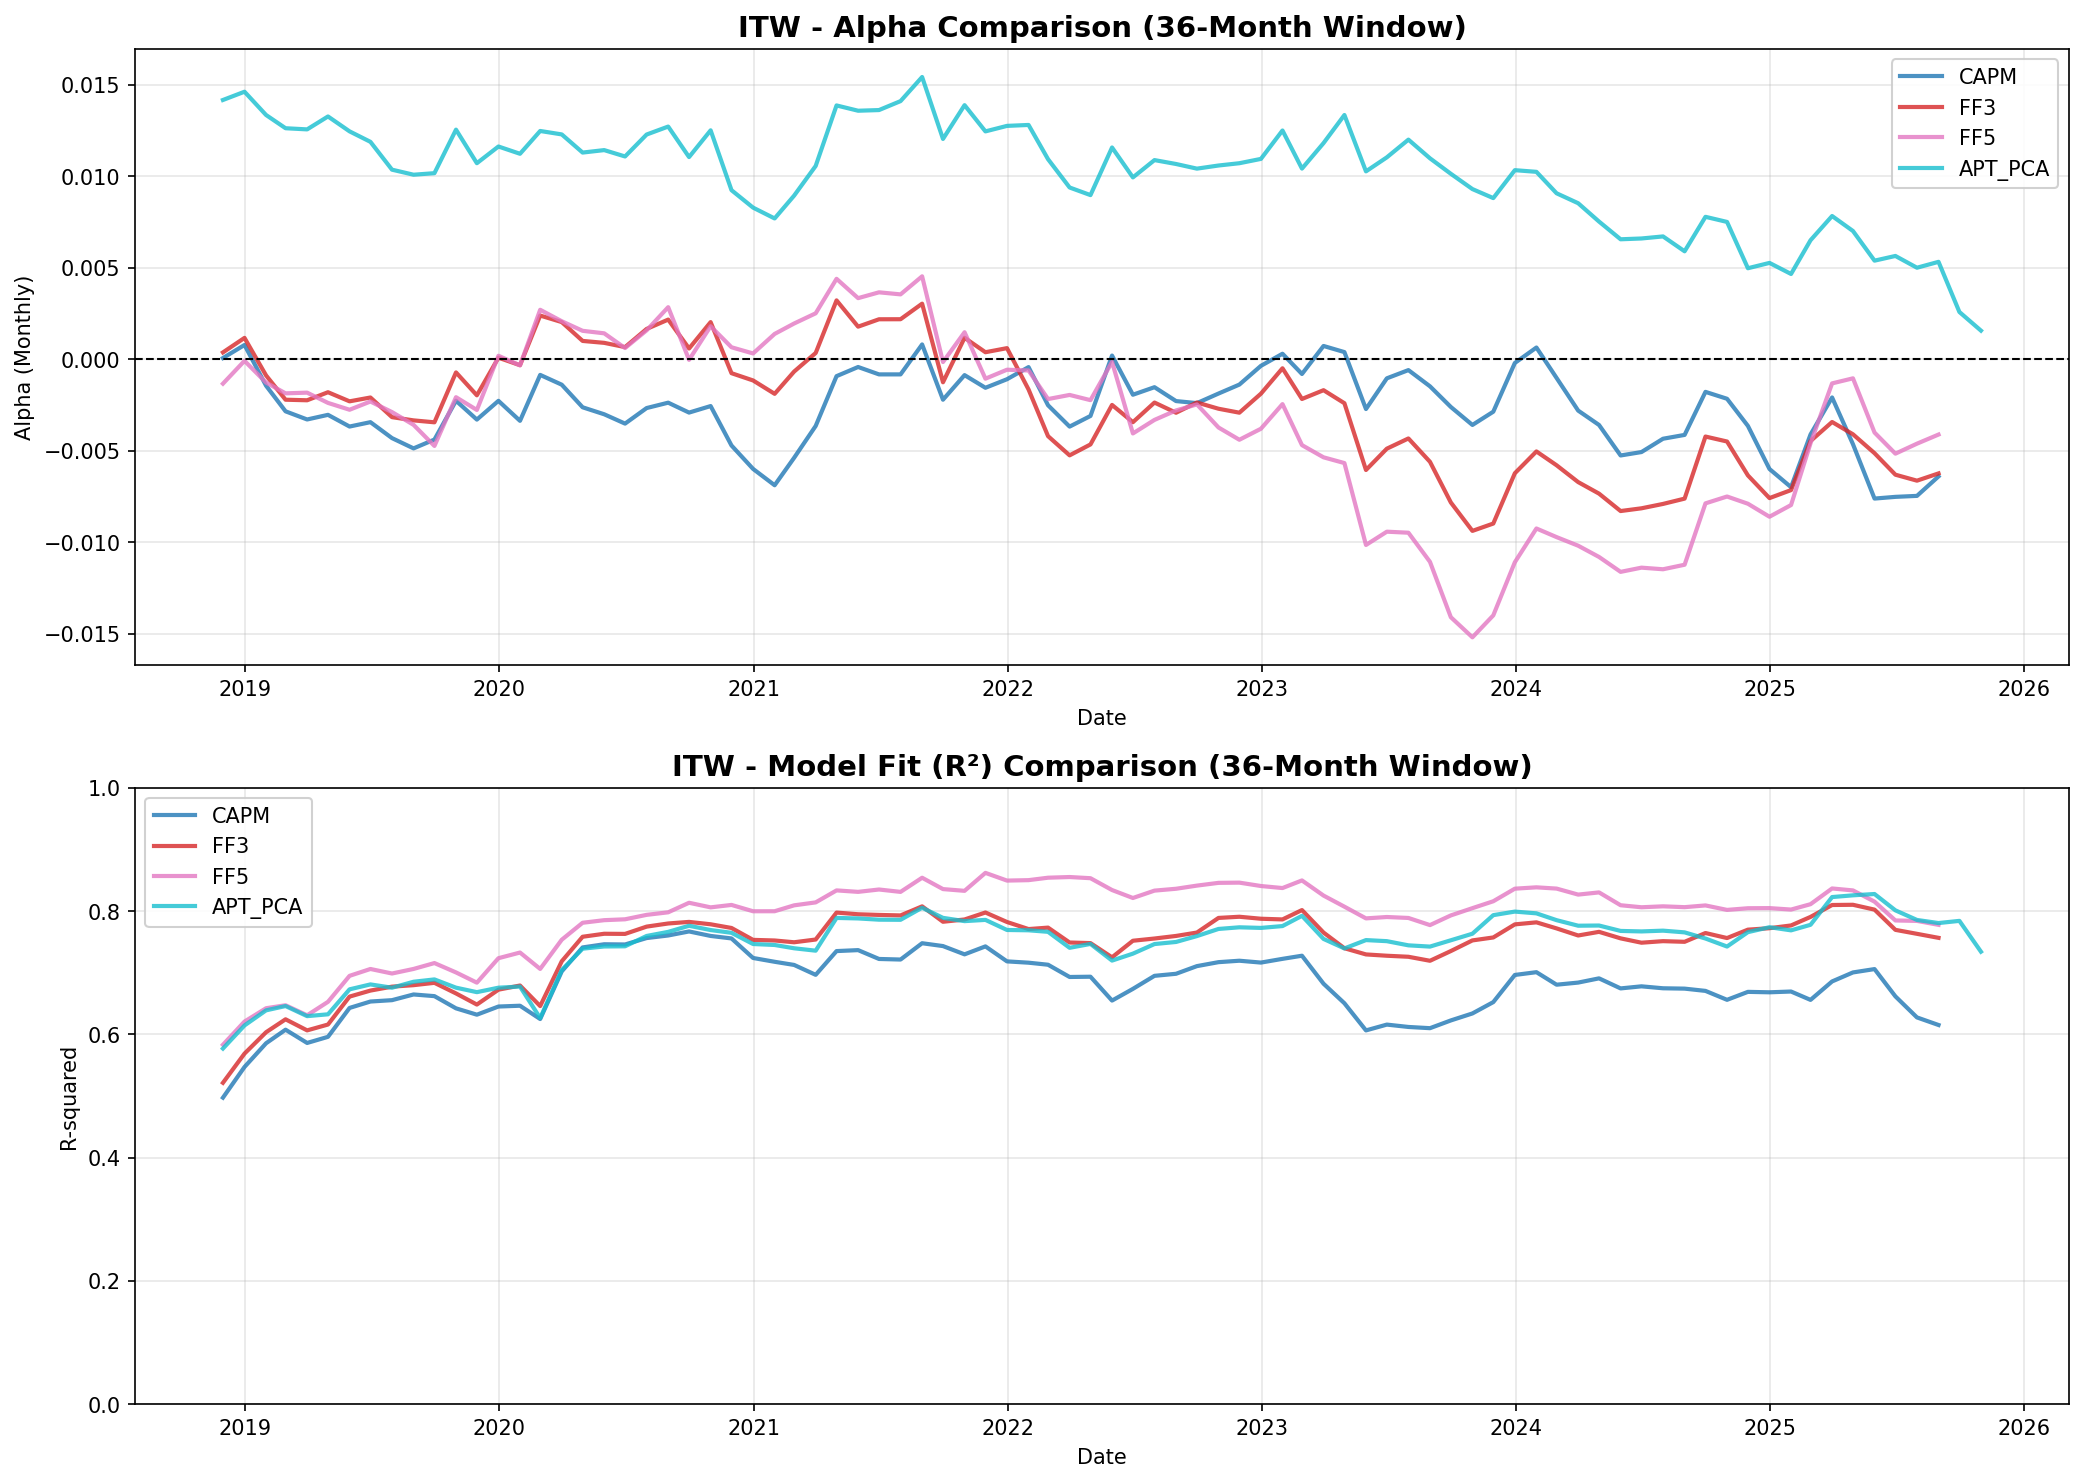 ITW - Alpha Comparison (36-Month Window)
Alpha (Monthly)
0.015
0.010
0.005
0.000
−0.005
−0.010
−0.015
CAPM
FF3
FF5
APT_PCA
2019 2020 2021 2022 2023 2024 2025 2026
Date
ITW - Model Fit (R²) Comparison (36-Month Window)
R-squared
1.0
0.8
0.6
0.4
0.2
0.0
CAPM
FF3
FF5
APT_PCA
2019 2020 2021 2022 2023 2024 2025 2026
Date